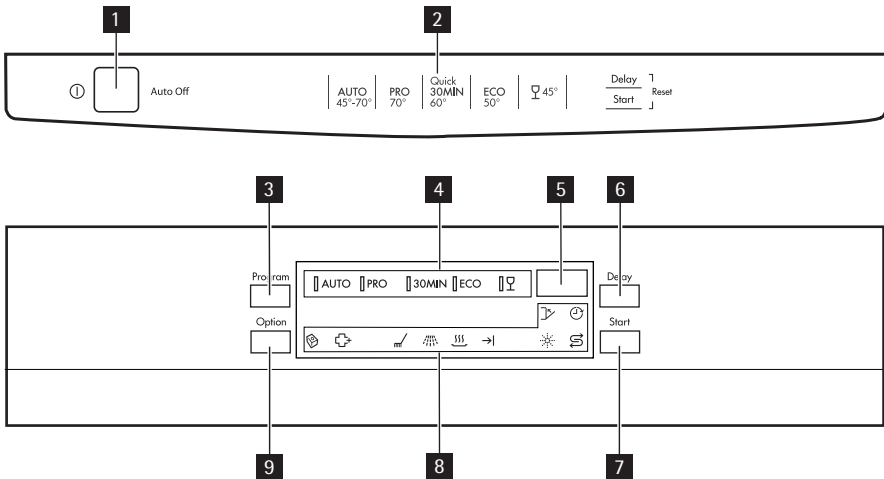 1
2
Auto Off
AUTO
45°-70°
PRO
70°
Quick
30MIN
60°
ECO
50°
45°
Delay
Start
Reset
3
4
5
6
Program
AUTO PRO 30MIN ECO
Delay
Option
Start
9
8
7